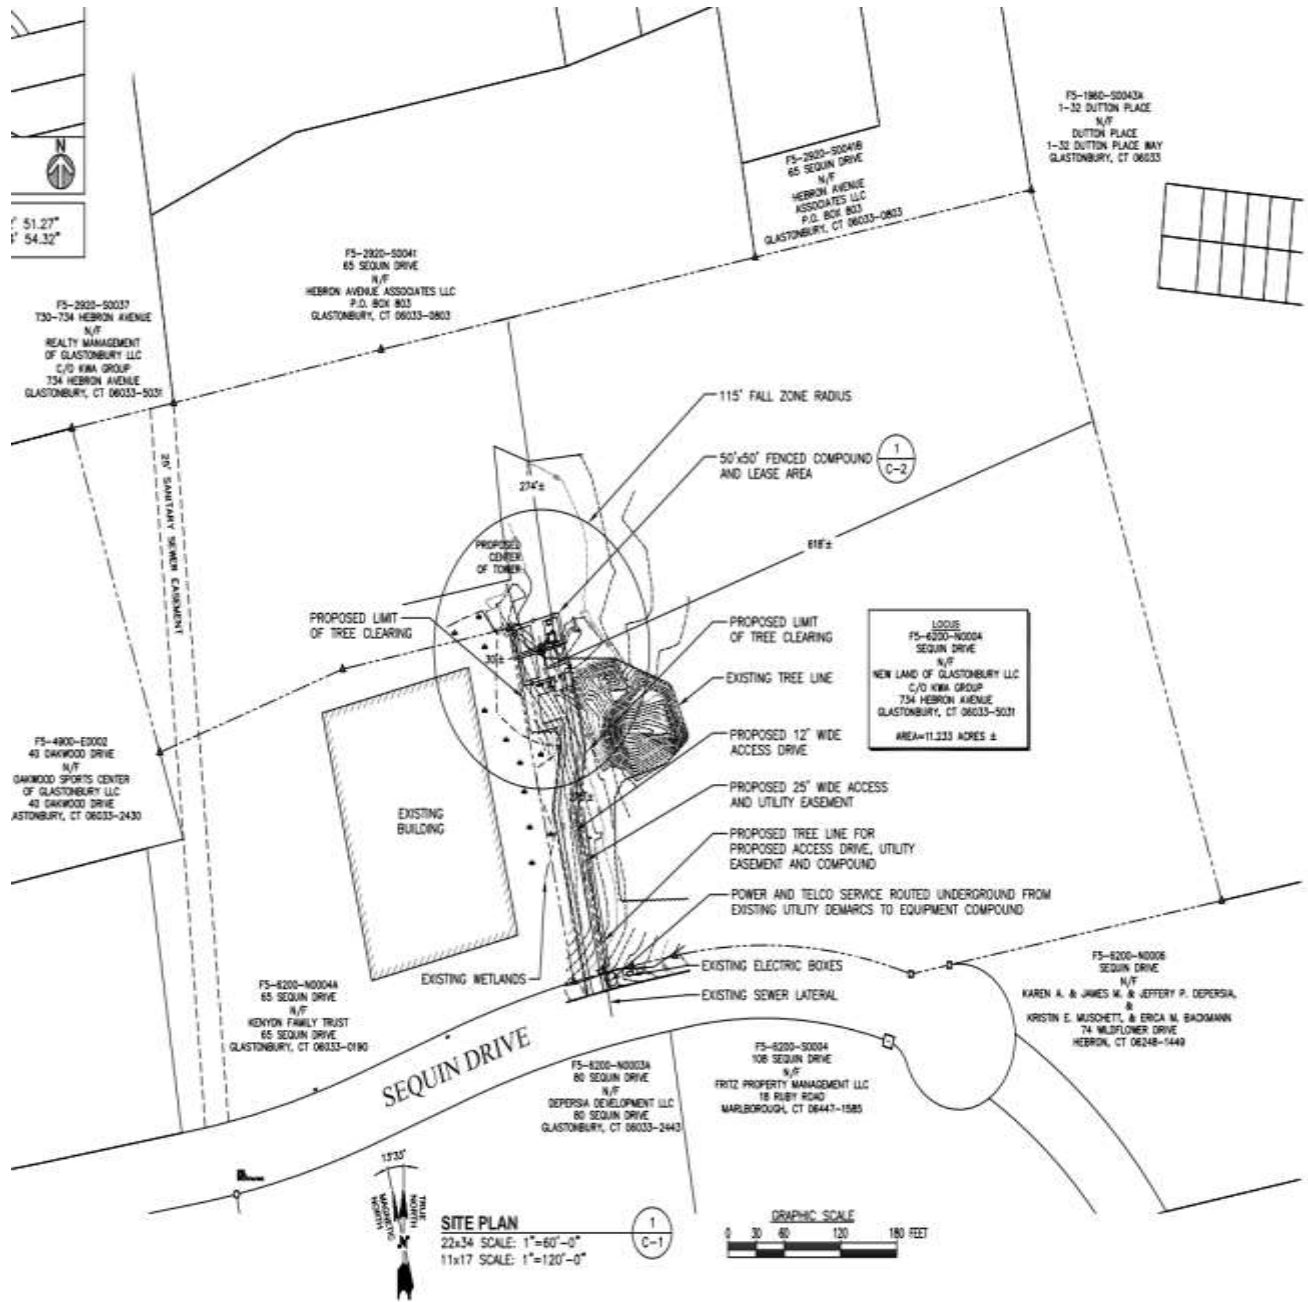 N
51.27"
54.32"
F5-1960-S0043A
1-32 DUTTON PLACE
N/F
DUTTON PLACE
1-32 DUTTON PLACE WAY
GLASTONBURY, CT 06033
F5-2920-S0041B
65 SEQUIN DRIVE
N/F
HEBRON AVENUE
ASSOCIATES LLC
P.O. BOX 803
GLASTONBURY, CT 06033-0803
F5-2920-S0041
65 SEQUIN DRIVE
N/F
HEBRON AVENUE ASSOCIATES LLC
P.O. BOX 803
GLASTONBURY, CT 06033-0803
F5-2920-S0037
730-734 HEBRON AVENUE
N/F
REALTY MANAGEMENT
OF GLASTONBURY LLC
C/O KWA GROUP
734 HEBRON AVENUE
GLASTONBURY, CT 06033-5031
25' SANITARY SEWER EASEMENT
115' FALL ZONE RADIUS
50'x50' FENCED COMPOUND
AND LEASE AREA
1
C-2
274'±
618'±
PROPOSED
CENTER
OF TOWER
PROPOSED LIMIT
OF TREE CLEARING
30'±
PROPOSED LIMIT
OF TREE CLEARING
EXISTING TREE LINE
PROPOSED 12' WIDE
ACCESS DRIVE
PROPOSED 25' WIDE ACCESS
AND UTILITY EASEMENT
PROPOSED TREE LINE FOR
PROPOSED ACCESS DRIVE, UTILITY
EASEMENT AND COMPOUND
POWER AND TELCO SERVICE ROUTED UNDERGROUND FROM
EXISTING UTILITY DEMARCS TO EQUIPMENT COMPOUND
EXISTING ELECTRIC BOXES
EXISTING SEWER LATERAL
LOCUS
F5-6200-N0004
SEQUIN DRIVE
N/F
NEW LAND OF GLASTONBURY LLC
C/O KWA GROUP
734 HEBRON AVENUE
GLASTONBURY, CT 06033-5031
AREA=11.233 ACRES ±
F5-4900-E0002
40 OAKWOOD DRIVE
N/F
OAKWOOD SPORTS CENTER
OF GLASTONBURY LLC
40 OAKWOOD DRIVE
ASTONBURY, CT 06033-2430
EXISTING
BUILDING
EXISTING WETLANDS
F5-6200-N0004A
65 SEQUIN DRIVE
N/F
KENYON FAMILY TRUST
65 SEQUIN DRIVE
GLASTONBURY, CT 06033-0190
SEQUIN DRIVE
F5-6200-N0003A
80 SEQUIN DRIVE
N/F
DEPERSIA DEVELOPMENT LLC
80 SEQUIN DRIVE
GLASTONBURY, CT 06033-2443
F5-6200-S0004
108 SEQUIN DRIVE
N/F
FRITZ PROPERTY MANAGEMENT LLC
18 RUBY ROAD
MARLBOROUGH, CT 06447-1585
F5-6200-N0006
SEQUIN DRIVE
N/F
KAREN A. & JAMES M. & JEFFERY P. DEPERSIA,
&
KRISTIN E. MUSCHETT, & ERICA M. BACKMANN
74 WILDFLOWER DRIVE
HEBRON, CT 06248-1449
13°33'
TRUE
NORTH
MAGNETIC
NORTH
N
SITE PLAN
22x34 SCALE: 1"=60'-0"
11x17 SCALE: 1"=120'-0"
1
C-1
GRAPHIC SCALE
0 30 60 120 180 FEET